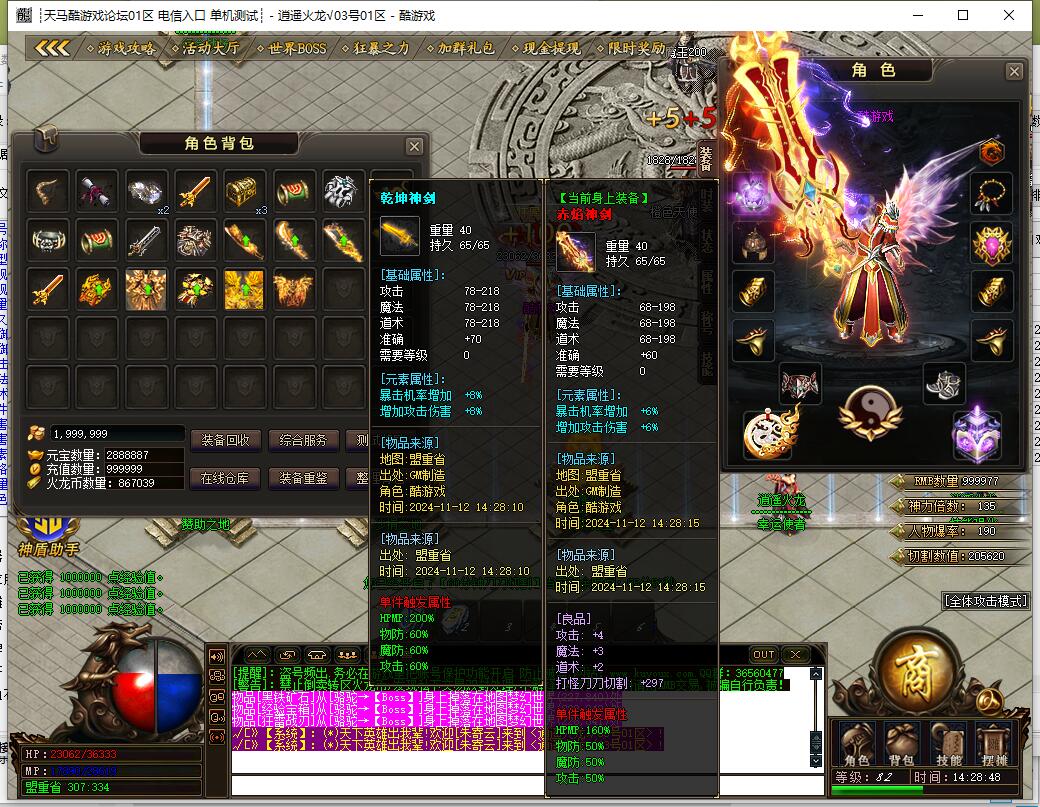 天马酷游戏论坛01区 电信入口 单机测试 - 逍遥火龙√03号01区 - 酷游戏
游戏攻略
活动大厅
世界BOSS
狂暴之力
加群礼包
现金提现
限时奖励
+5 +5
角色背包
x2
x3
1,999,999
元宝数量: 2888887
充值数量: 999999
火龙币数量: 867039
装备回收
综合服务
在线仓库
装备重鉴
乾坤神剑
重量 40
持久 65/65
[基础属性]:
攻击 78-218
魔法 78-218
道术 78-218
准确 +70
需要等级 0
[元素属性]:
暴击机率增加 +8%
增加攻击伤害 +8%
[物品来源]
地图:盟重省
出处:GM制造
角色:酷游戏
时间:2024-11-12 14:28:10
[物品来源]
出处: 盟重省
时间: 2024-11-12 14:28:10
单件触发属性
HPMP:200%
物防:60%
魔防:60%
攻击:60%
【当前身上装备】
赤焰神剑
重量 40
持久 65/65
[基础属性]:
攻击 68-198
魔法 68-198
道术 68-198
准确 +60
需要等级 0
[元素属性]:
暴击机率增加 +6%
增加攻击伤害 +6%
[物品来源]
地图:盟重省
出处:GM制造
角色:酷游戏
时间:2024-11-12 14:28:15
[物品来源]
出处: 盟重省
时间: 2024-11-12 14:28:15
[良品]
攻击: +4
魔法: +3
道术: +2
打怪刀刀切割: +297
单件触发属性
HPMP:160%
物防:50%
魔防:50%
攻击:50%
角 色
装备
逍遥火龙
幸运使者
RMB数量 999977
神力倍数: 135
人物爆率: 190
切割数值: 205620
[全体攻击模式]
赞助之地
神盾助手
已获得 1000000 点经验值。
已获得 1000000 点经验值。
已获得 1000000 点经验值。
OUT
商
角色
背包
技能
摆摊
等级: 82
时间: 14:28:48
HP:23062/36333
盟重省 307:334